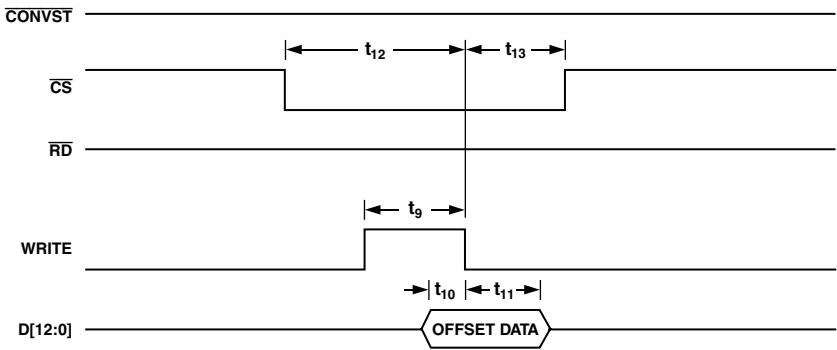 CONVST
t12 t13
CS
RD
t9
WRITE
t10 t11
D[12:0] OFFSET DATA